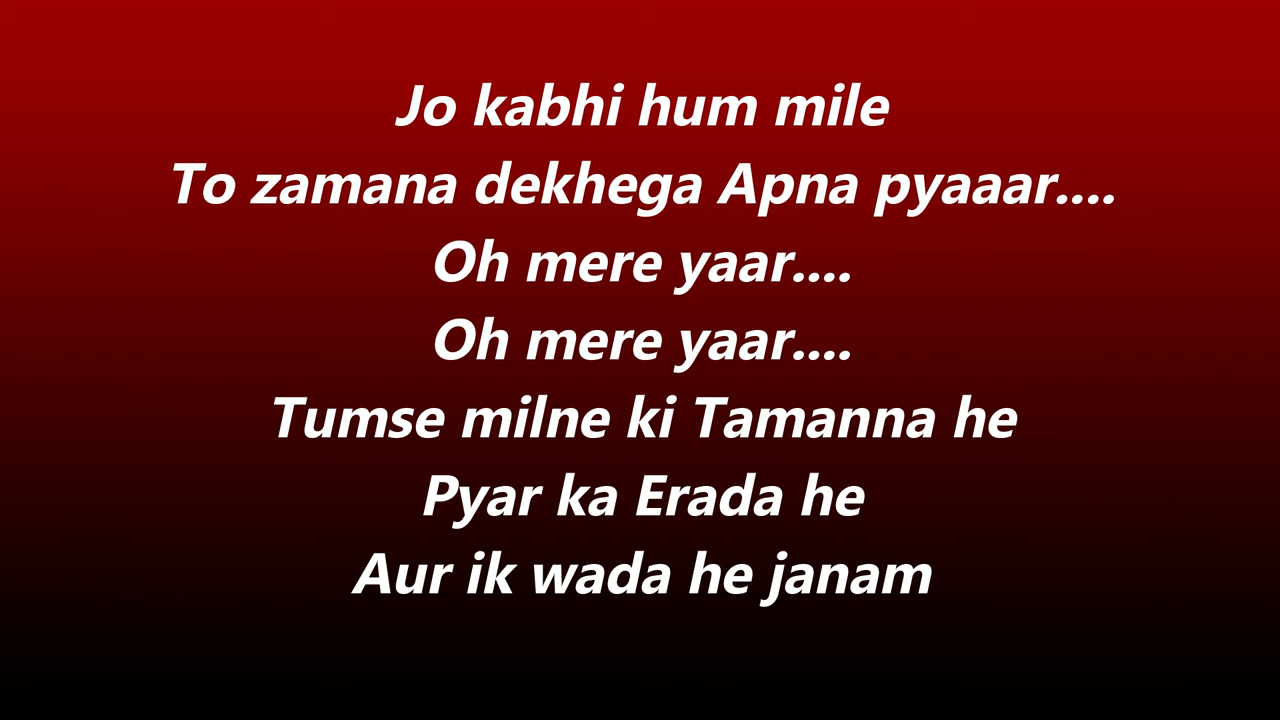 Jo kabhi hum mile
To zamana dekhega Apna pyaaar....
Oh mere yaar....
Oh mere yaar....
Tumse milne ki Tamanna he
Pyar ka Erada he
Aur ik wada he janam